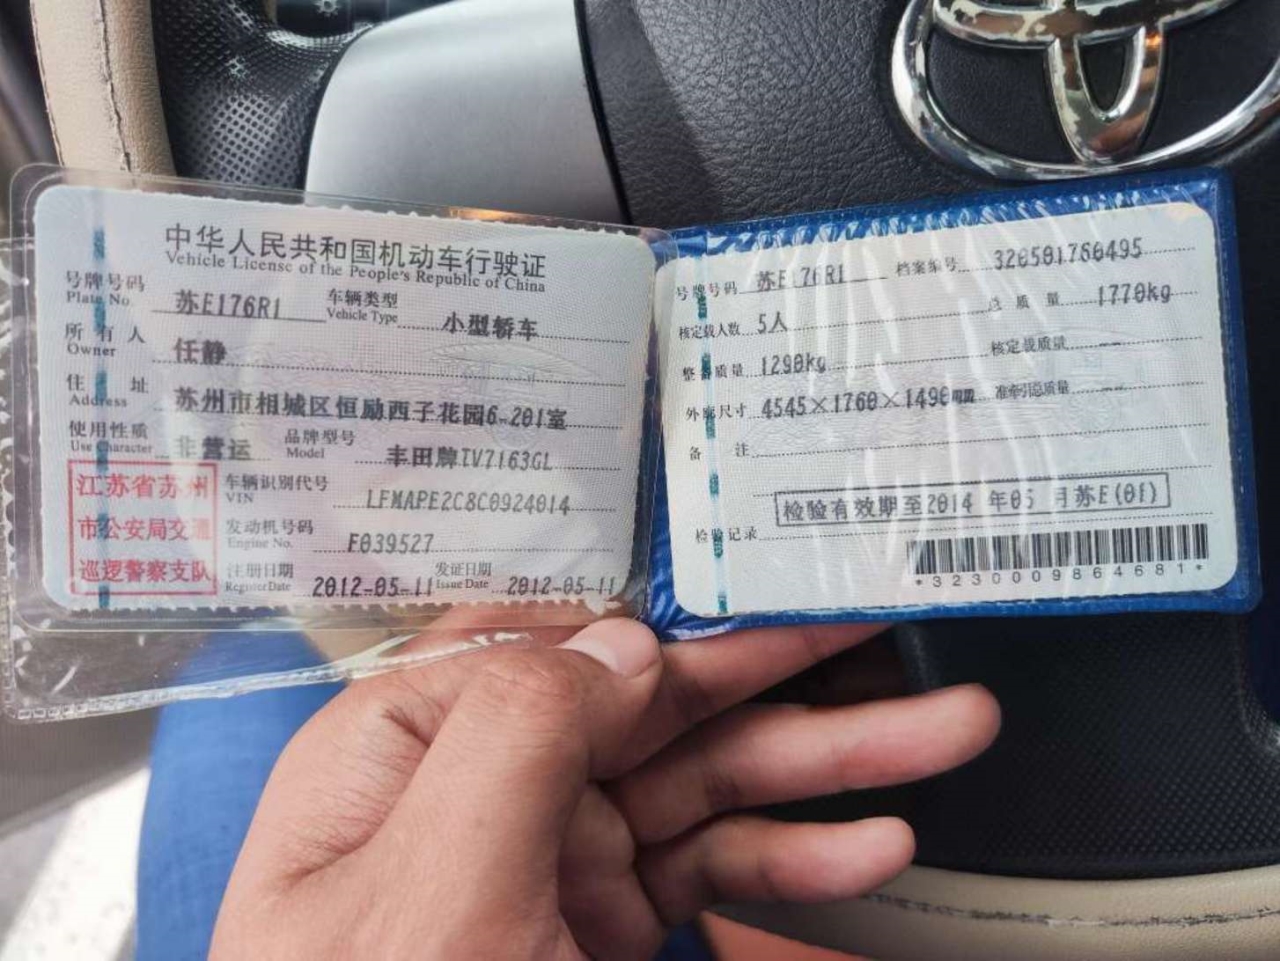 中华人民共和国机动车行驶证
Vehicle License of the People's Republic of China
号牌号码 苏E176R1 车辆类型 小型轿车
Plate No. Vehicle Type
所有人 任静
Owner
住址 苏州市相城区恒励西子花园6-201室
Address
使用性质 非营运 品牌型号 丰田牌TV7163GL
Use Character Model
江苏省苏州
市公安局交通
巡逻警察支队
车辆识别代号 LFMAPE2C8C0924014
VIN
发动机号码 F039527
Engine No.
注册日期 2012-05-11 发证日期 2012-05-11
Register Date Issue Date
号牌号码 苏E176R1 档案编号 320501760495
核定载人数 5人 总质量 1770kg
整备质量 1290kg 核定载质量 --
外廓尺寸 4545×1760×1490mm 准牵引总质量 --
备注
检验记录 检验有效期至2014 年05 月苏E(01)
*3230009864681*